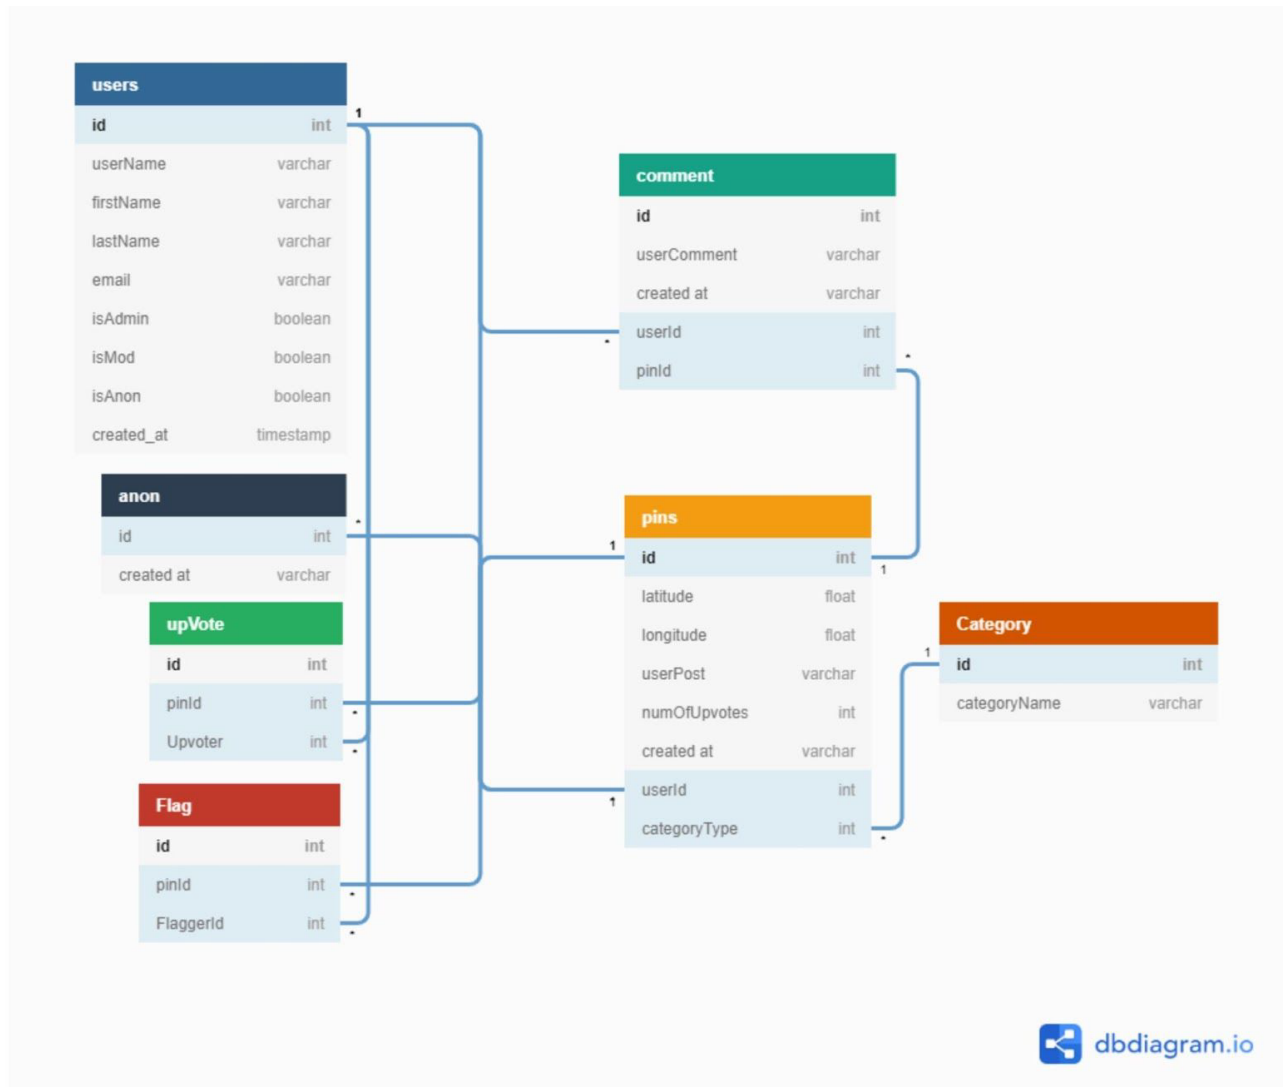 users
id int
userName varchar
firstName varchar
lastName varchar
email varchar
isAdmin boolean
isMod boolean
isAnon boolean
created_at timestamp
1
comment
id int
userComment varchar
created at varchar
userId int
pinId int
*
*
anon
id int
created at varchar
*
upVote
id int
pinId int
Upvoter int
*
*
Flag
id int
pinId int
FlaggerId int
*
*
pins
id int
latitude float
longitude float
userPost varchar
numOfUpvotes int
created at varchar
userId int
categoryType int
1
1
1
*
Category
id int
categoryName varchar
1
dbdiagram.io